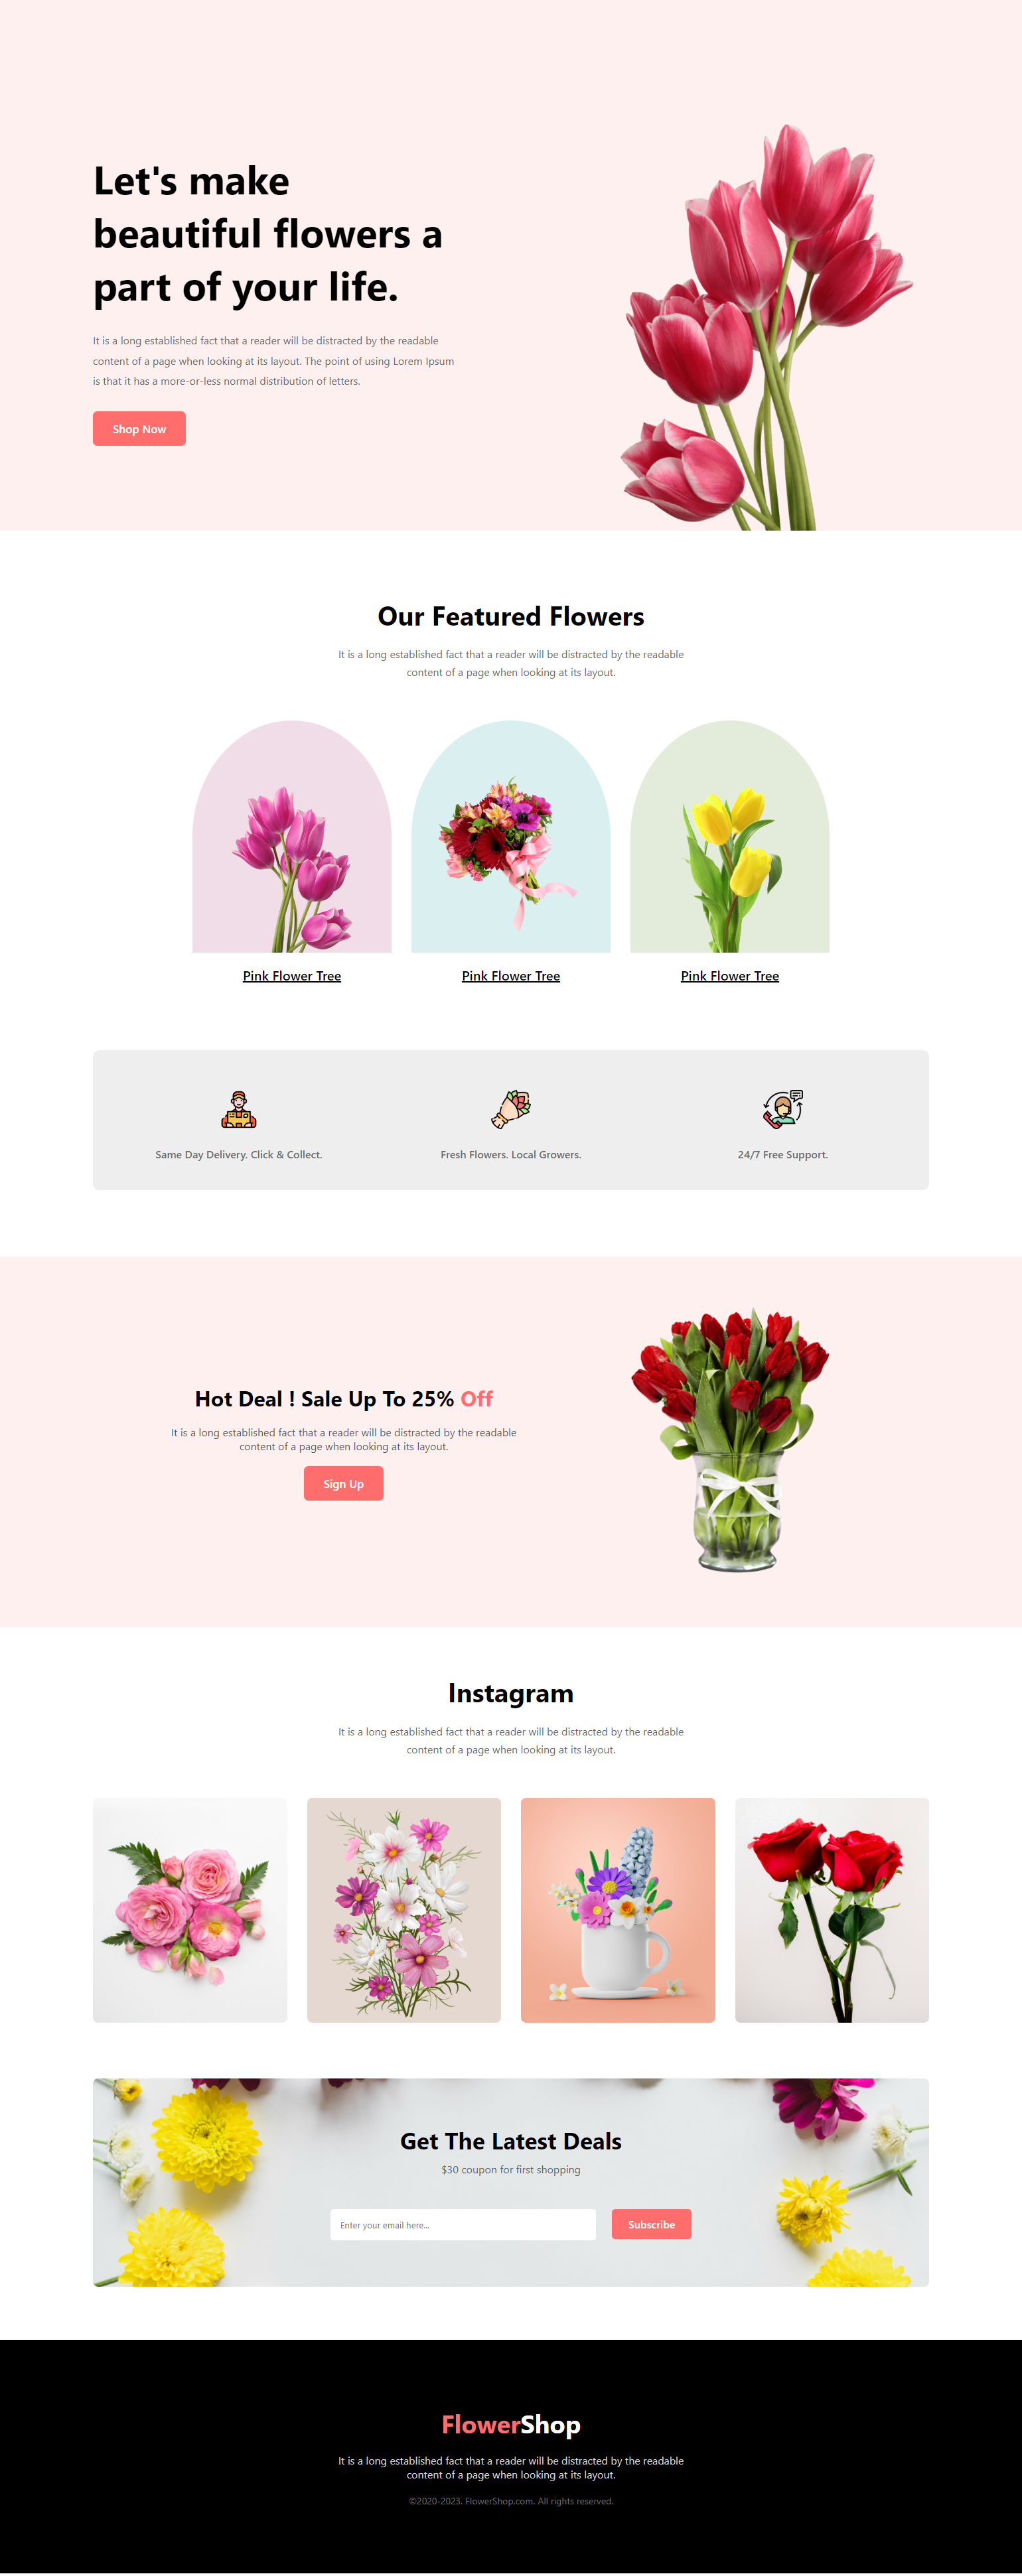 Let's make
beautiful flowers a
part of your life.
It is a long established fact that a reader will be distracted by the readable
content of a page when looking at its layout. The point of using Lorem Ipsum
is that it has a more-or-less normal distribution of letters.
Shop Now
Our Featured Flowers
It is a long established fact that a reader will be distracted by the readable
content of a page when looking at its layout.
Pink Flower Tree
Pink Flower Tree
Pink Flower Tree
Same Day Delivery. Click & Collect.
Fresh Flowers. Local Growers.
24/7 Free Support.
Hot Deal ! Sale Up To 25% Off
It is a long established fact that a reader will be distracted by the readable
content of a page when looking at its layout.
Sign Up
Instagram
It is a long established fact that a reader will be distracted by the readable
content of a page when looking at its layout.
Get The Latest Deals
$30 coupon for first shopping
Enter your email here...
Subscribe
FlowerShop
It is a long established fact that a reader will be distracted by the readable
content of a page when looking at its layout.
©2020-2023. FlowerShop.com. All rights reserved.